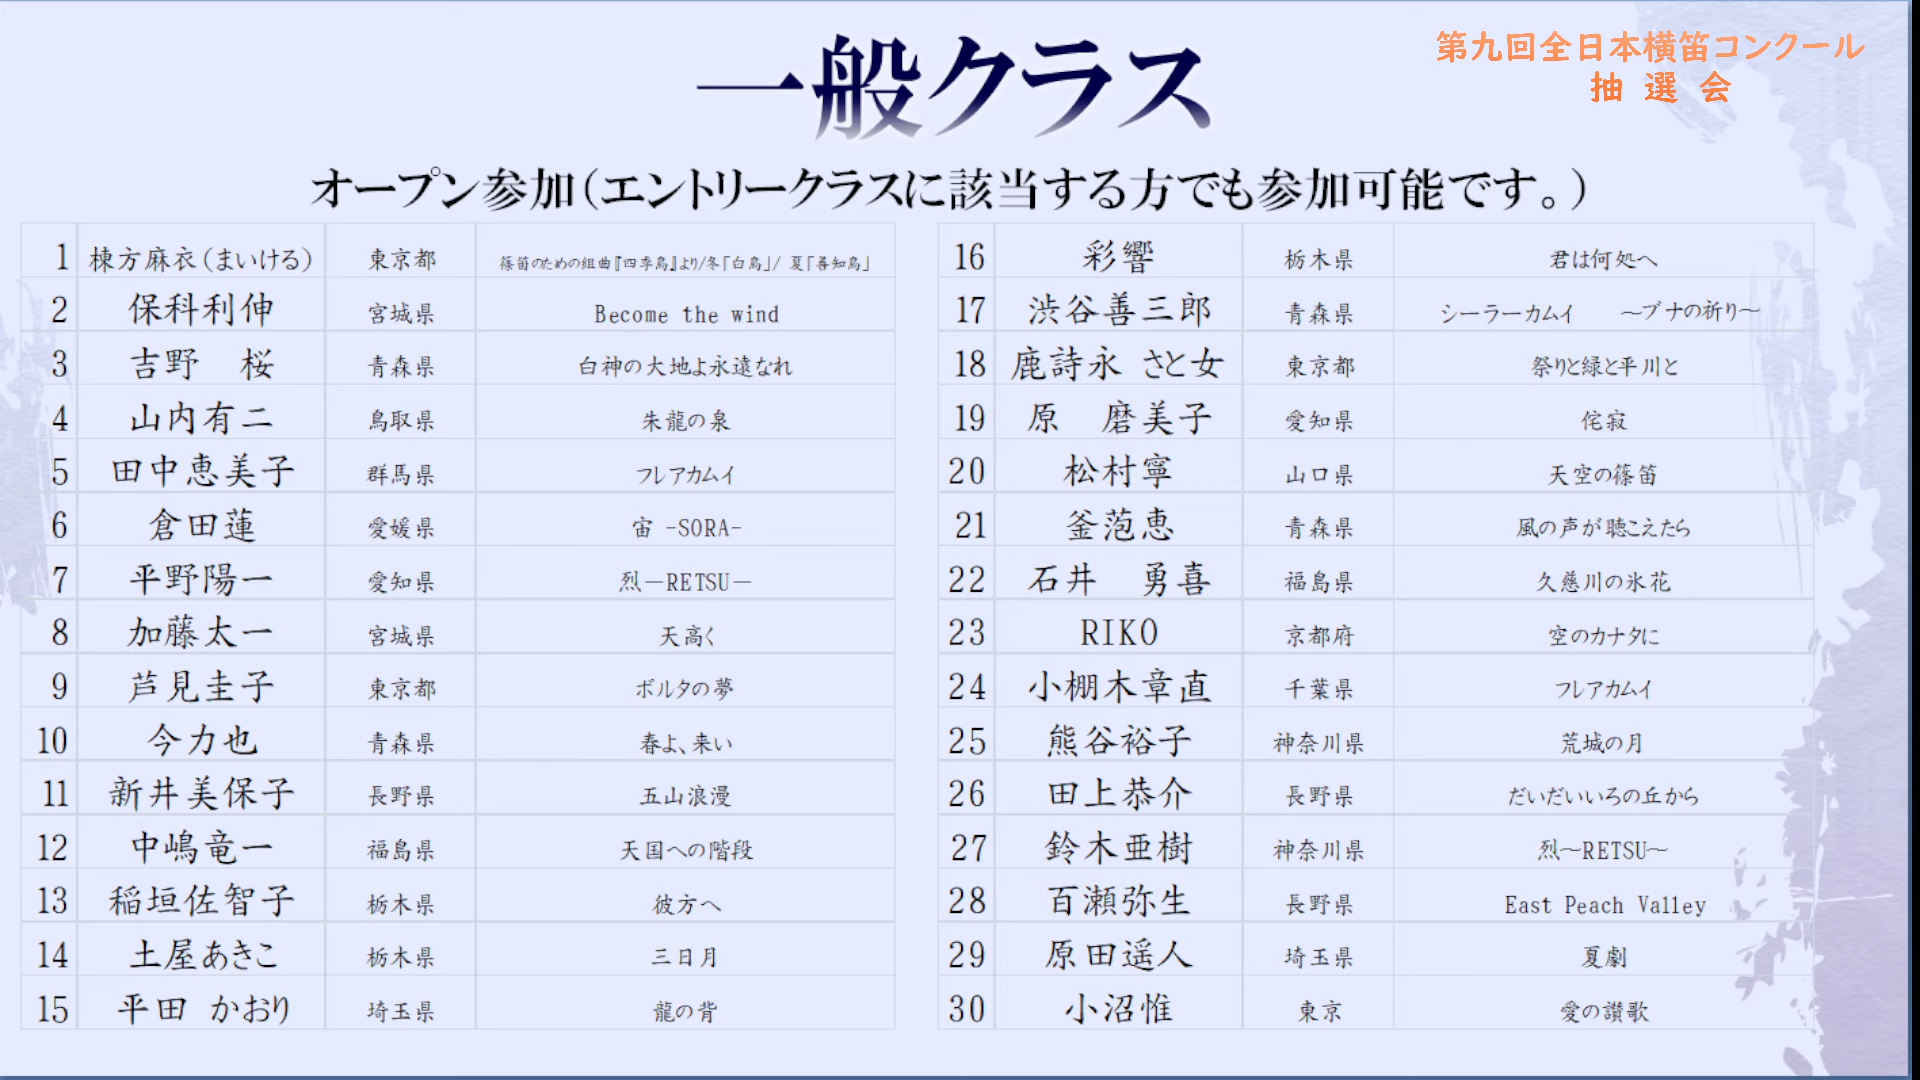 一般クラス
第九回全日本横笛コンクール
抽 選 会
オープン参加(エントリークラスに該当する方でも参加可能です。)
1 棟方麻衣(まいける) 東京都 篠笛のための組曲『四季鳥』より/冬「白鳥」/ 夏「善知鳥」
2 保科利伸 宮城県 Become the wind
3 吉野 桜 青森県 白神の大地よ永遠なれ
4 山内有二 鳥取県 朱龍の泉
5 田中恵美子 群馬県 フレアカムイ
6 倉田蓮 愛媛県 宙 -SORA-
7 平野陽一 愛知県 烈－RETSU－
8 加藤太一 宮城県 天高く
9 芦見圭子 東京都 ボルタの夢
10 今力也 青森県 春よ、来い
11 新井美保子 長野県 五山浪漫
12 中嶋竜一 福島県 天国への階段
13 稲垣佐智子 栃木県 彼方へ
14 土屋あきこ 栃木県 三日月
15 平田 かおり 埼玉県 龍の背
16 彩響 栃木県 君は何処へ
17 渋谷善三郎 青森県 シーラーカムイ ～ブナの祈り～
18 鹿詩永 さと女 東京都 祭りと緑と平川と
19 原 磨美子 愛知県 侘寂
20 松村寧 山口県 天空の篠笛
21 釜萢恵 青森県 風の声が聴こえたら
22 石井 勇喜 福島県 久慈川の氷花
23 RIKO 京都府 空のカナタに
24 小棚木章直 千葉県 フレアカムイ
25 熊谷裕子 神奈川県 荒城の月
26 田上恭介 長野県 だいだいいろの丘から
27 鈴木亜樹 神奈川県 烈～RETSU～
28 百瀬弥生 長野県 East Peach Valley
29 原田遥人 埼玉県 夏劇
30 小沼惟 東京 愛の讃歌